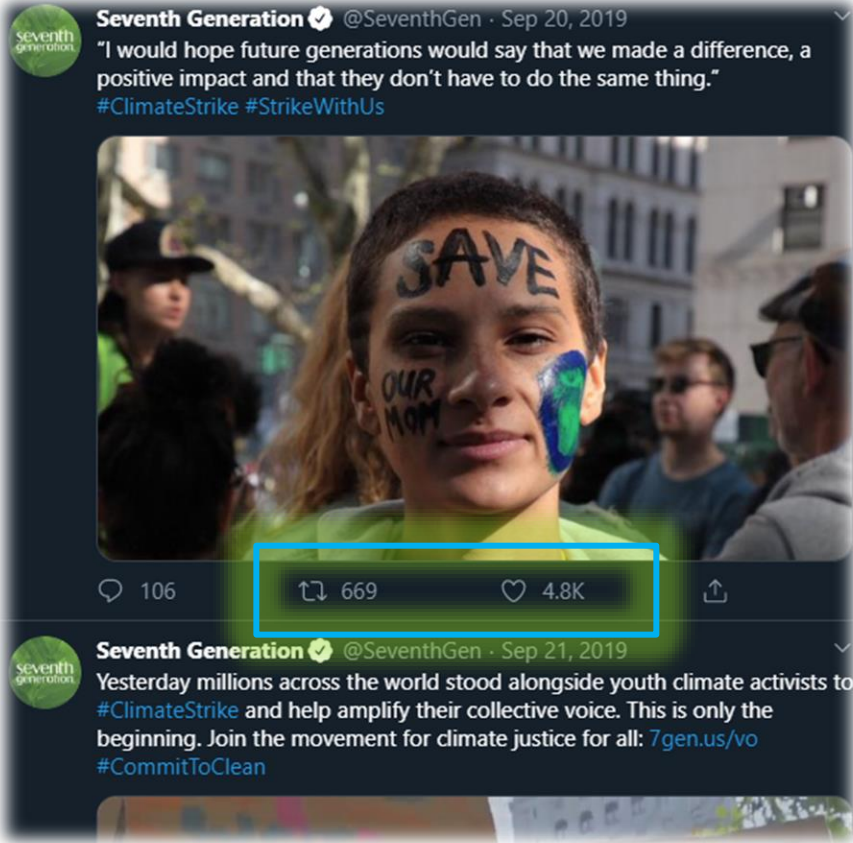 seventh
generation
Seventh Generation @SeventhGen · Sep 20, 2019
“I would hope future generations would say that we made a difference, a
positive impact and that they don’t have to do the same thing.”
#ClimateStrike #StrikeWithUs
SAVE
OUR
MOM
106 669 4.8K
seventh
generation
Seventh Generation @SeventhGen · Sep 21, 2019
Yesterday millions across the world stood alongside youth climate activists to
#ClimateStrike and help amplify their collective voice. This is only the
beginning. Join the movement for climate justice for all: 7gen.us/vo
#CommitToClean